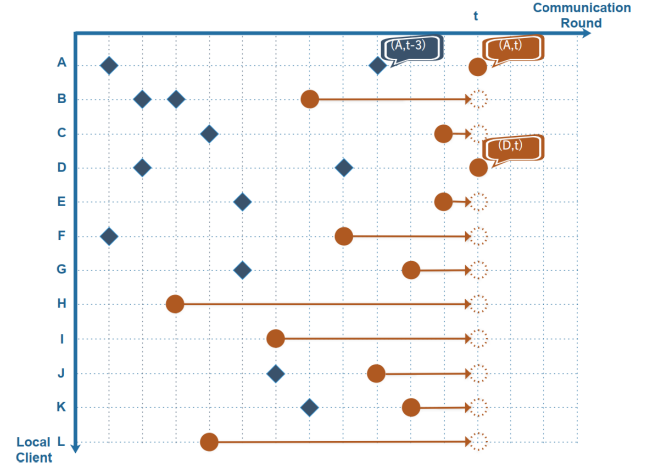 t
Communication
Round
(A,t-3)
(A,t)
A
B
C
(D,t)
D
E
F
G
H
I
J
K
L
Local
Client